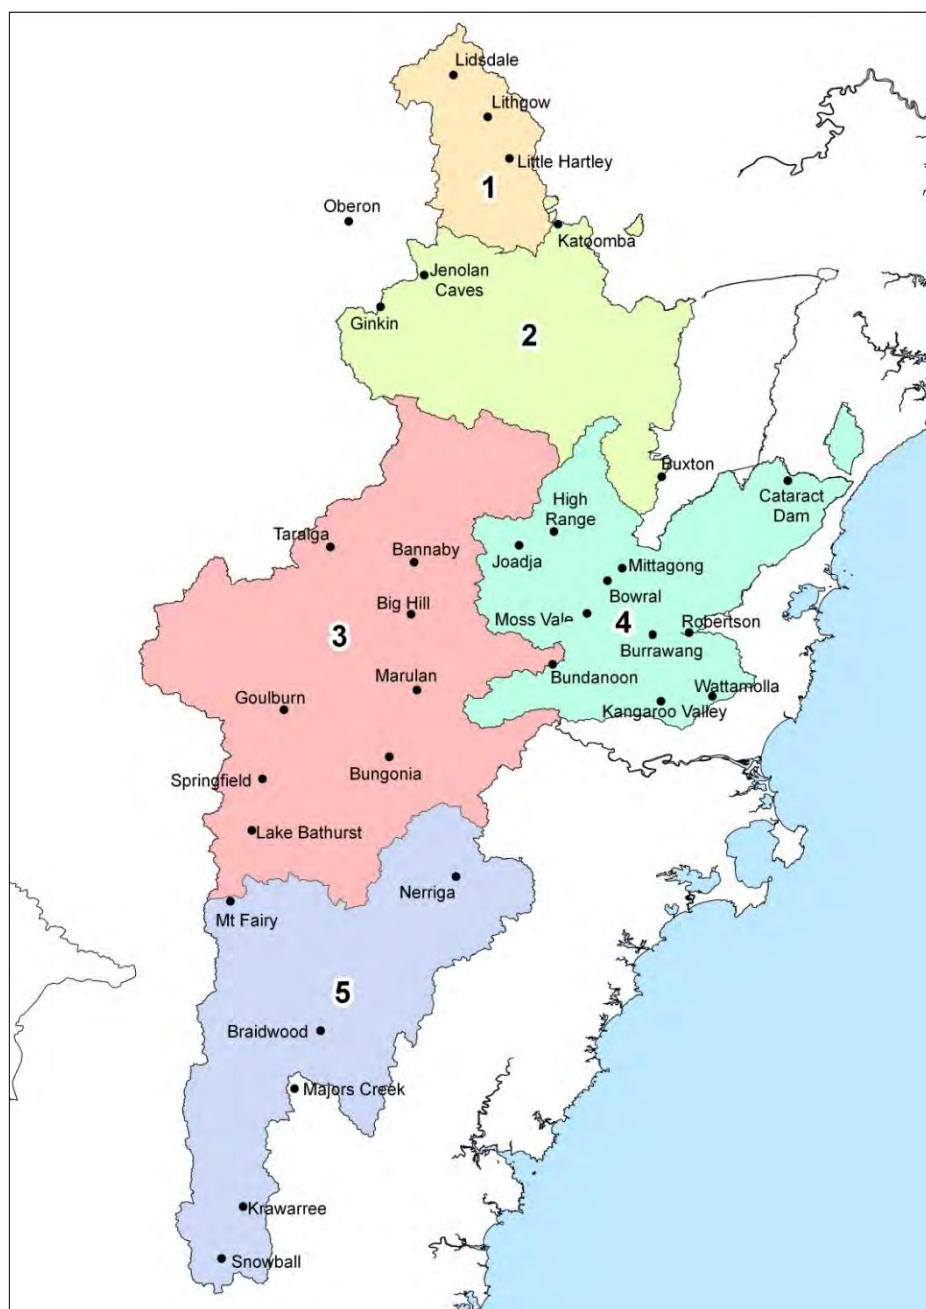 Lidsdale
Lithgow
Little Hartley
1
Oberon
Katoomba
Jenolan
Caves
Ginkin
2
Buxton
High
Range
Cataract
Dam
Taralga
Bannaby
Joadja
Mittagong
Bowral
Big Hill
Moss Vale
4
Robertson
3
Burrawang
Marulan
Bundanoon
Goulburn
Wattamolla
Kangaroo Valley
Springfield
Bungonia
Lake Bathurst
Nerriga
Mt Fairy
5
Braidwood
Majors Creek
Krawarree
Snowball